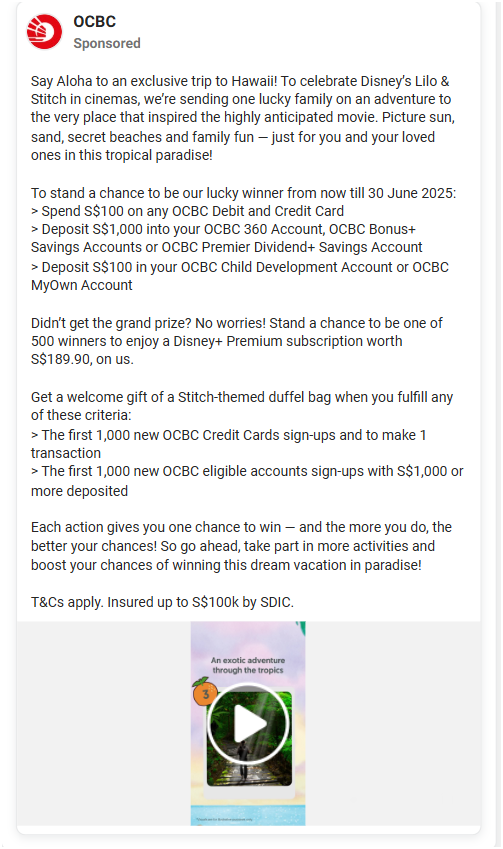 OCBC
Sponsored
Say Aloha to an exclusive trip to Hawaii! To celebrate Disney's Lilo &
Stitch in cinemas, we're sending one lucky family on an adventure to
the very place that inspired the highly anticipated movie. Picture sun,
sand, secret beaches and family fun — just for you and your loved
ones in this tropical paradise!
To stand a chance to be our lucky winner from now till 30 June 2025:
> Spend S$100 on any OCBC Debit and Credit Card
> Deposit S$1,000 into your OCBC 360 Account, OCBC Bonus+
Savings Accounts or OCBC Premier Dividend+ Savings Account
> Deposit S$100 in your OCBC Child Development Account or OCBC
MyOwn Account
Didn't get the grand prize? No worries! Stand a chance to be one of
500 winners to enjoy a Disney+ Premium subscription worth
S$189.90, on us.
Get a welcome gift of a Stitch-themed duffel bag when you fulfill any
of these criteria:
> The first 1,000 new OCBC Credit Cards sign-ups and to make 1
transaction
> The first 1,000 new OCBC eligible accounts sign-ups with S$1,000 or
more deposited
Each action gives you one chance to win — and the more you do, the
better your chances! So go ahead, take part in more activities and
boost your chances of winning this dream vacation in paradise!
T&Cs apply. Insured up to S$100k by SDIC.
An exotic adventure
through the tropics
3